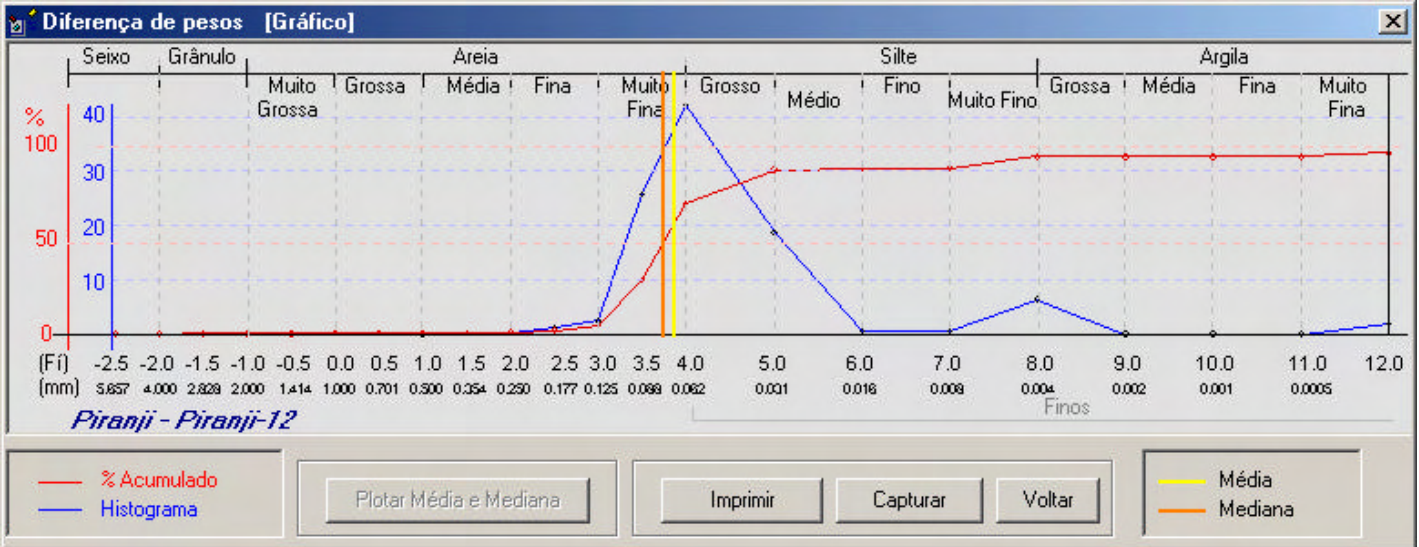 Diferença de pesos [Gráfico]
Seixo Grânulo Areia Silte Argila
Muito Grossa Grossa Média Fina Muito Fina Grosso Médio Fino Muito Fino Grossa Média Fina Muito Fina
% 40
100
30
20
50
10
0
(Fí) -2.5 -2.0 -1.5 -1.0 -0.5 0.0 0.5 1.0 1.5 2.0 2.5 3.0 3.5 4.0 5.0 6.0 7.0 8.0 9.0 10.0 11.0 12.0
(mm) 5.657 4.000 2.828 2.000 1.414 1.000 0.701 0.500 0.354 0.250 0.177 0.125 0.088 0.062 0.031 0.016 0.008 0.004 0.002 0.001 0.0005
Finos
Piranji - Piranji-12
% Acumulado
Histograma
Plotar Média e Mediana
Imprimir Capturar Voltar
Média
Mediana